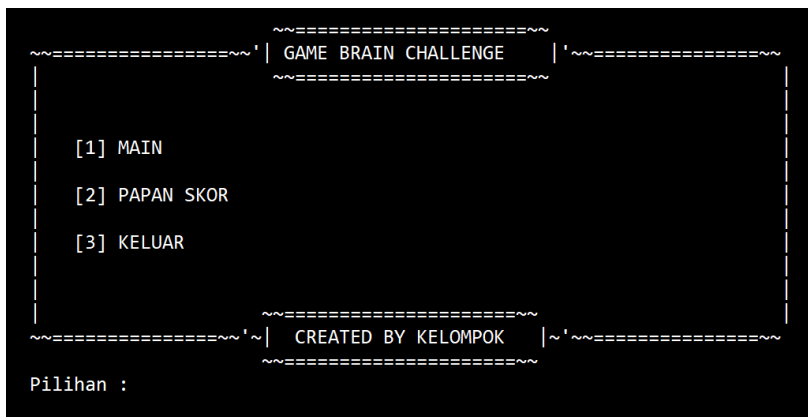 GAME BRAIN CHALLENGE
[1] MAIN
[2] PAPAN SKOR
[3] KELUAR
CREATED BY KELOMPOK
Pilihan :